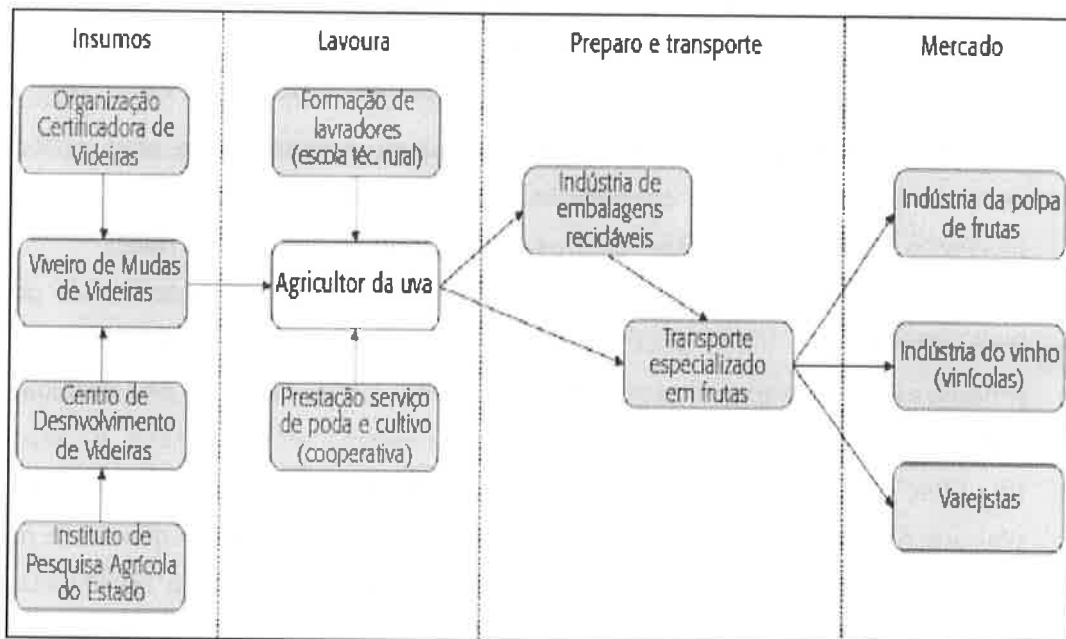 Insumos
Organização
Certificadora de
Videiras
Viveiro de Mudas
de Videiras
Centro de
Desnvolvimento
de Videiras
Instituto de
Pesquisa Agrícola
do Estado
Lavoura
Formação de
lavradores
(escola téc. rural)
Agricultor da uva
Prestacão serviço
de poda e cultivo
(cooperativa)
Preparo e transporte
Indústria de
embalagens
recidáveis
Transporte
especializado
em frutas
Mercado
Indústria da polpa
de frutas
Indústria do vinho
(vinícolas)
Varejistas